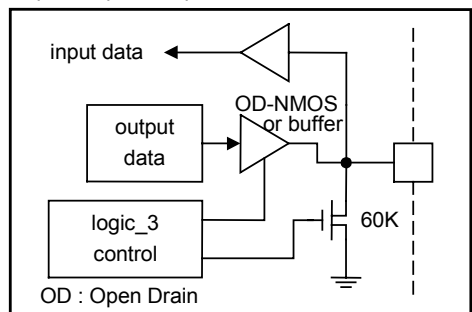 input data
OD-NMOS
or buffer
output
data
logic_3
control
60K
OD : Open Drain